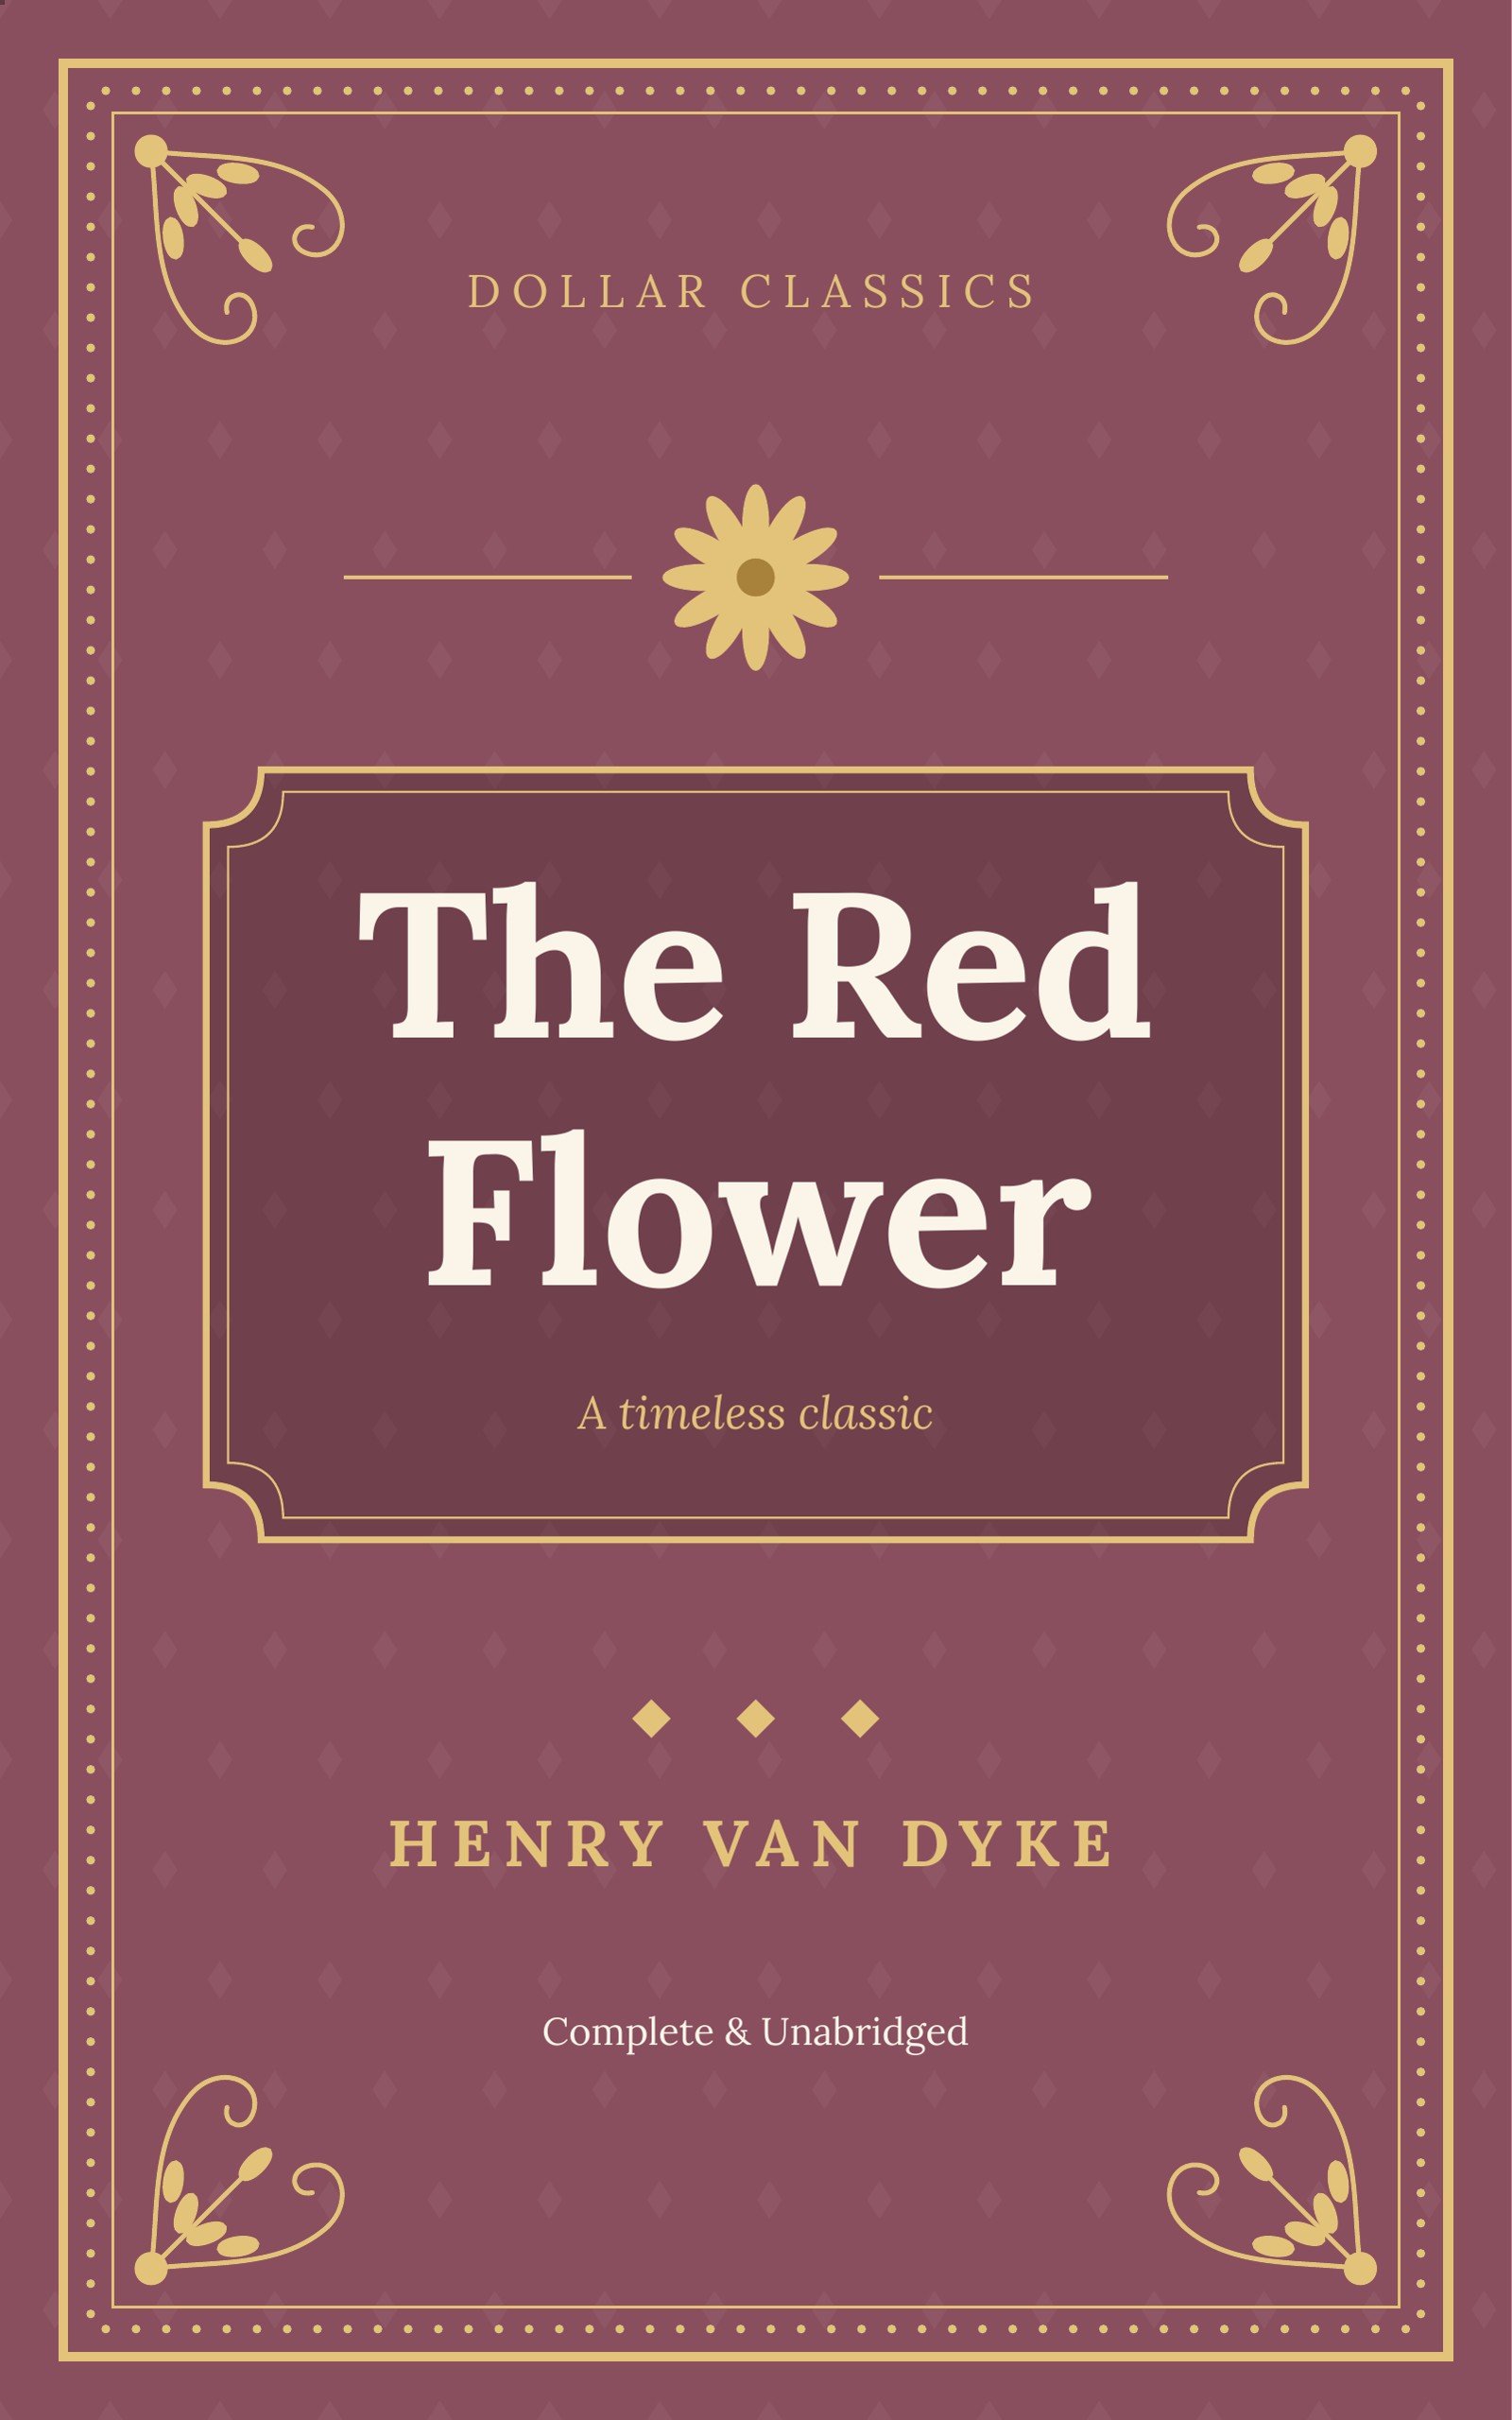 DOLLAR CLASSICS
The Red
Flower
A timeless classic
HENRY VAN DYKE
Complete & Unabridged